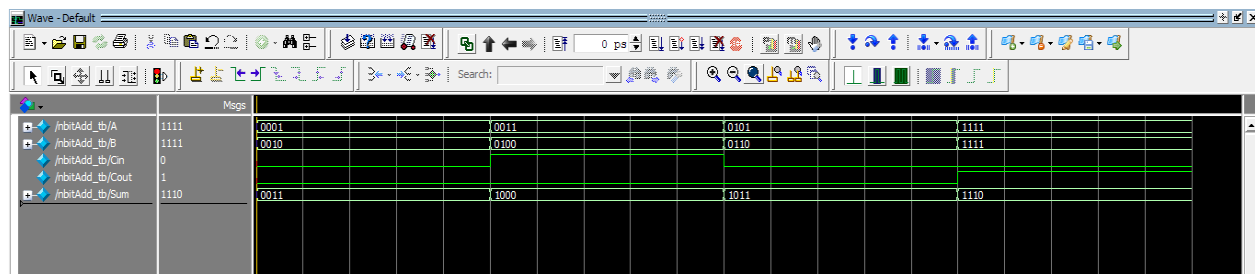 Wave - Default
0 ps
Search:
Msgs
/nbitAdd_tb/A 1111 0001 0011 0101 1111
/nbitAdd_tb/B 1111 0010 0100 0110 1111
/nbitAdd_tb/Cin 0
/nbitAdd_tb/Cout 1
/nbitAdd_tb/Sum 1110 0011 1000 1011 1110